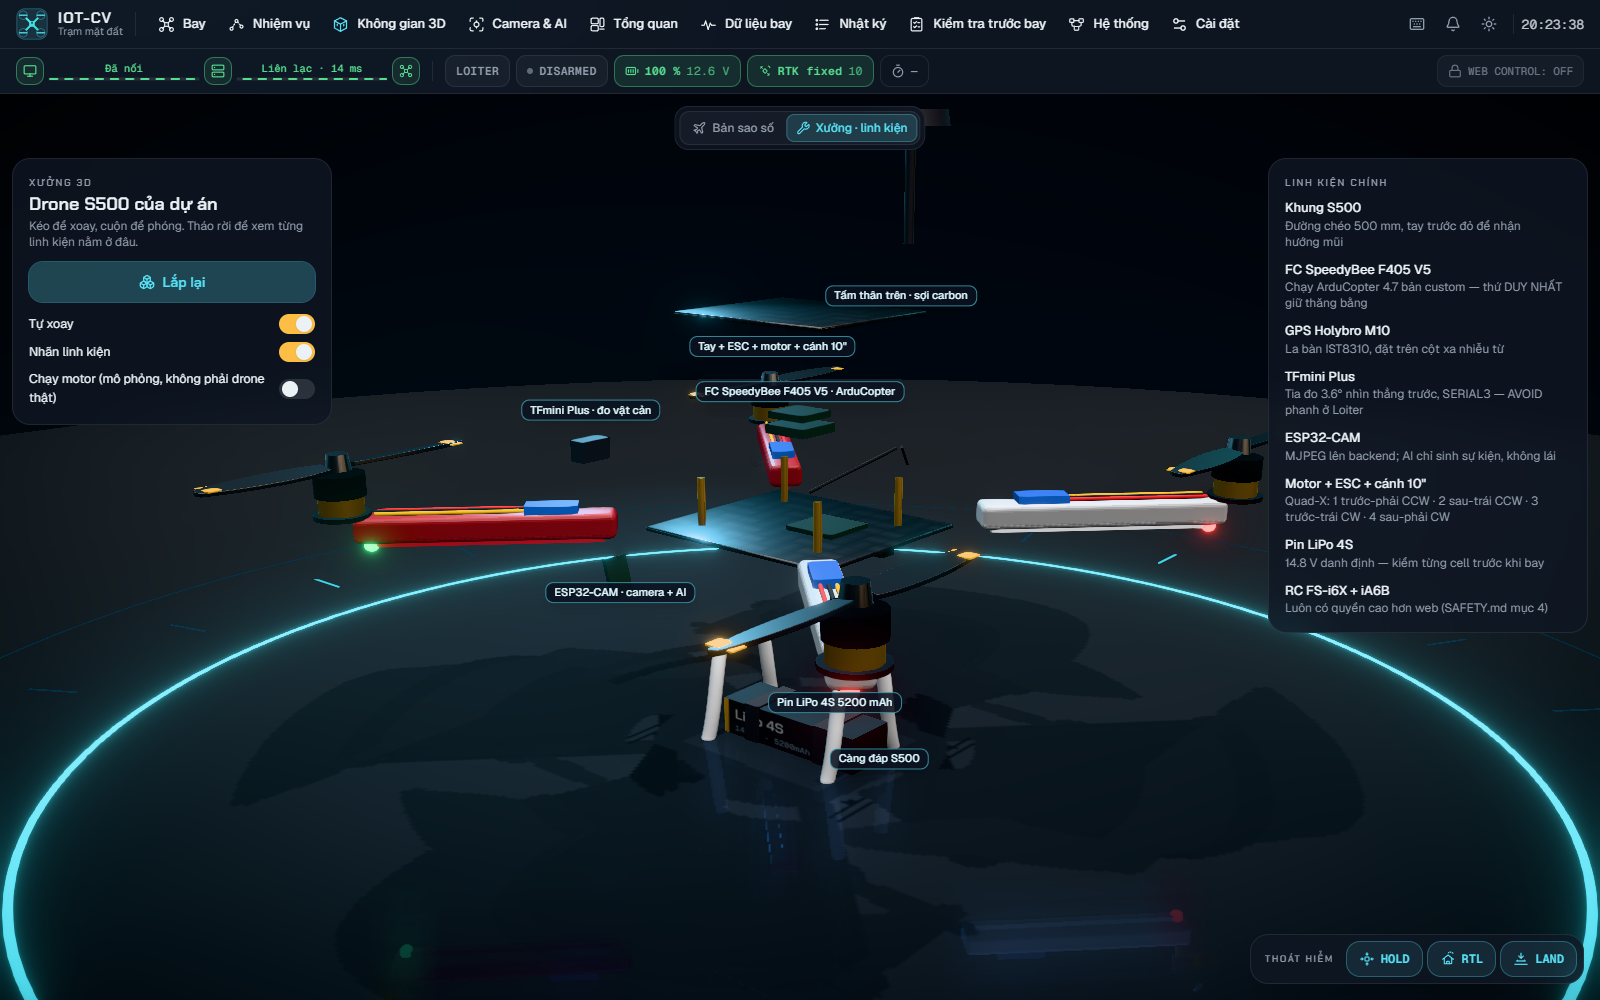 IOT-CV
Trạm mặt đất
Bay
Nhiệm vụ
Không gian 3D
Camera & AI
Tổng quan
Dữ liệu bay
Nhật ký
Kiểm tra trước bay
Hệ thống
Cài đặt
20:23:38
Đã nối
Liên lạc · 14 ms
LOITER
DISARMED
100 % 12.6 V
RTK fixed 10
–
WEB CONTROL: OFF
Bản sao số
Xưởng · linh kiện
XƯỞNG 3D
Drone S500 của dự án
Kéo để xoay, cuộn để phóng. Tháo rời để xem từng
linh kiện nằm ở đâu.
Lắp lại
Tự xoay
Nhãn linh kiện
Chạy motor (mô phỏng, không phải drone
thật)
Tấm thân trên · sợi carbon
Tay + ESC + motor + cánh 10"
FC SpeedyBee F405 V5 · ArduCopter
TFmini Plus · đo vật cản
ESP32-CAM · camera + AI
Pin LiPo 4S 5200 mAh
4S
5200mAh
Càng đáp S500
LINH KIỆN CHÍNH
Khung S500
Đường chéo 500 mm, tay trước đỏ để nhận
hướng mũi
FC SpeedyBee F405 V5
Chạy ArduCopter 4.7 bản custom — thứ DUY NHẤT
giữ thăng bằng
GPS Holybro M10
La bàn IST8310, đặt trên cột xa nhiễu từ
TFmini Plus
Tia đo 3.6° nhìn thẳng trước, SERIAL3 — AVOID
phanh ở Loiter
ESP32-CAM
MJPEG lên backend; AI chỉ sinh sự kiện, không lái
Motor + ESC + cánh 10"
Quad-X: 1 trước-phải CCW · 2 sau-trái CCW · 3
trước-trái CW · 4 sau-phải CW
Pin LiPo 4S
14.8 V danh định — kiểm từng cell trước khi bay
RC FS-i6X + iA6B
Luôn có quyền cao hơn web (SAFETY.md mục 4)
THOÁT HIỂM
HOLD
RTL
LAND